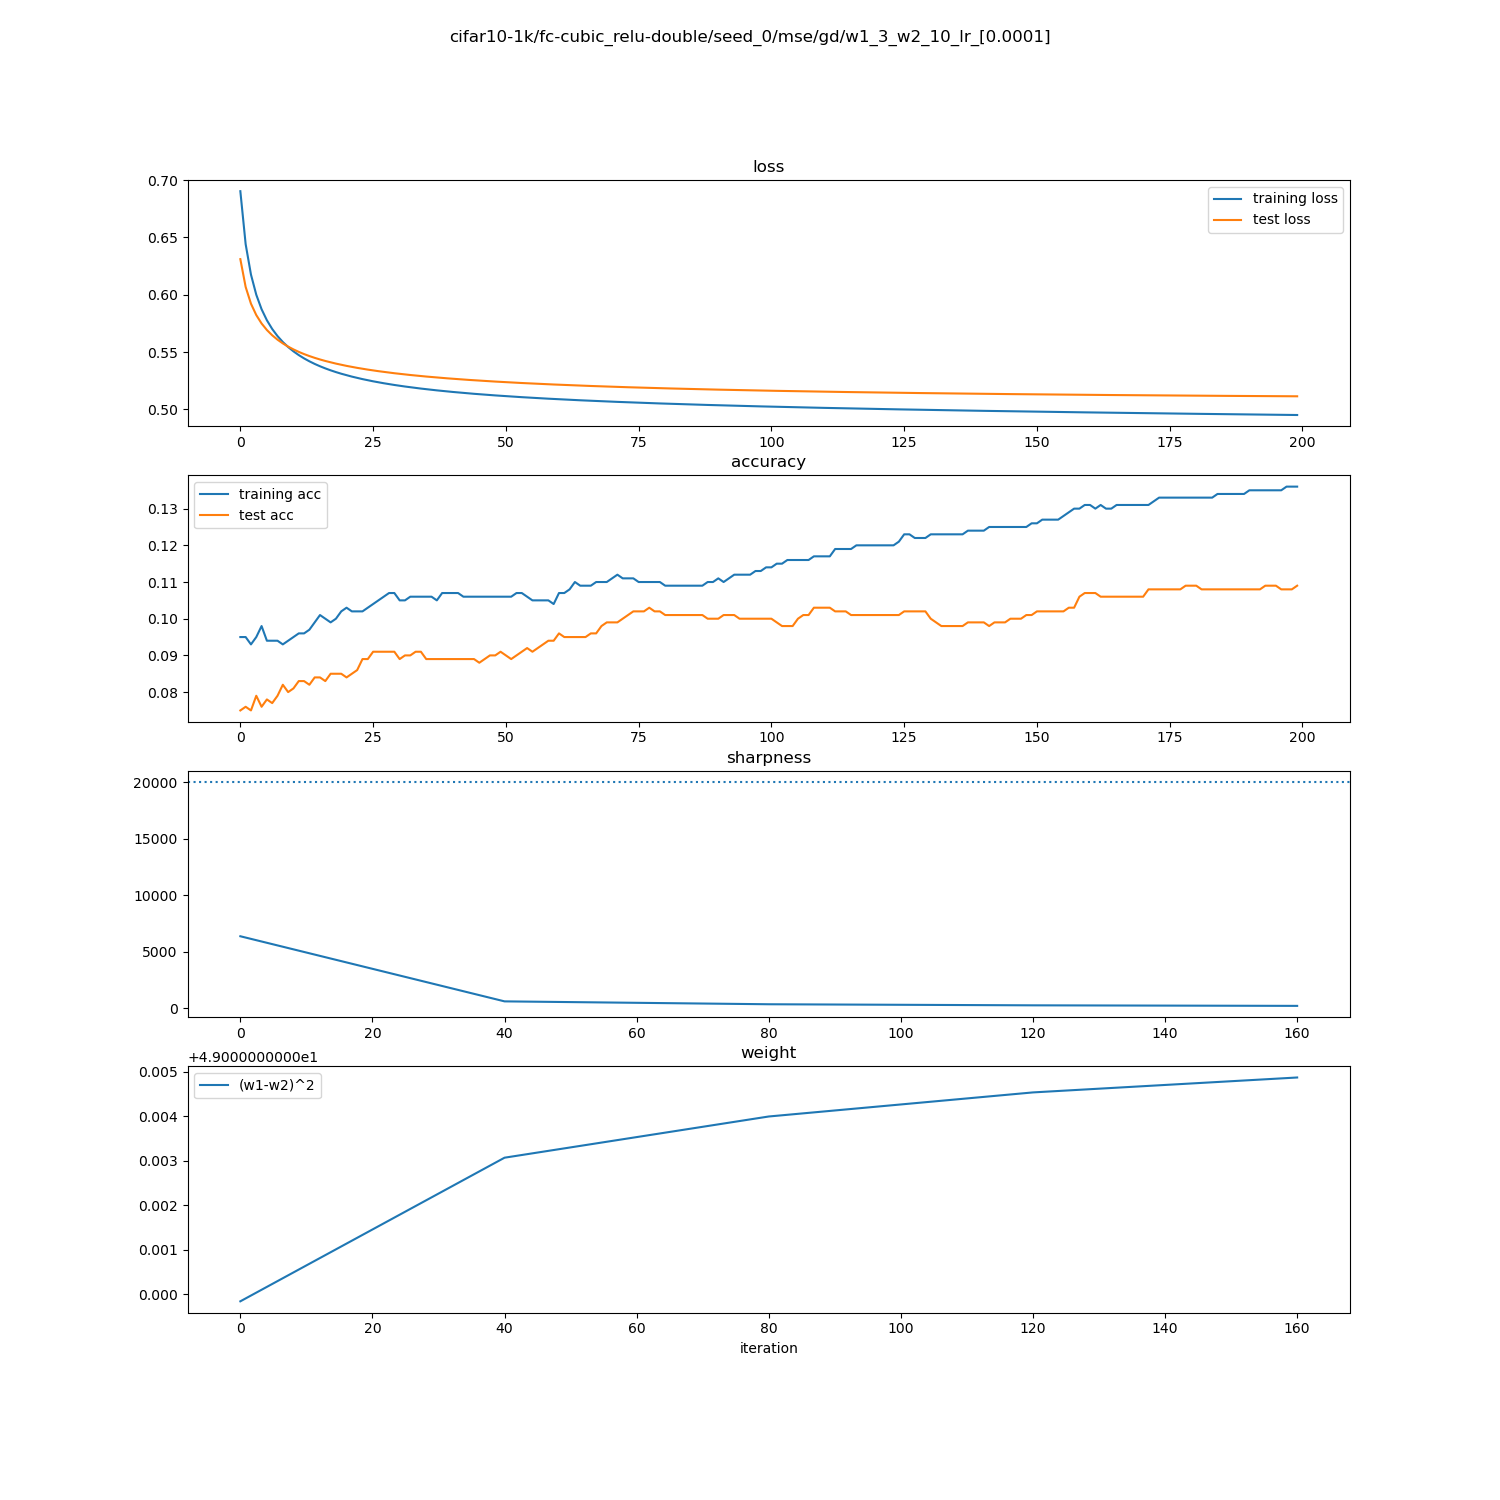 cifar10-1k/fc-cubic_relu-double/seed_0/mse/gd/w1_3_w2_10_lr_[0.0001]
loss
0.70
0.65
0.60
0.55
0.50
training loss
test loss
0 25 50 75 100 125 150 175 200
accuracy
0.13
0.12
0.11
0.10
0.09
0.08
training acc
test acc
0 25 50 75 100 125 150 175 200
sharpness
20000
15000
10000
5000
0
0 20 40 60 80 100 120 140 160
weight
+4.9000000000e1
0.005
0.004
0.003
0.002
0.001
0.000
(w1-w2)^2
0 20 40 60 80 100 120 140 160
iteration